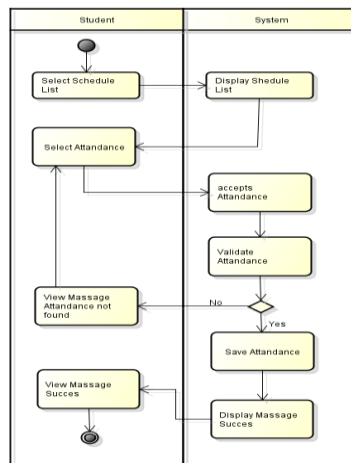 Student
System
Select Schedule
List
Display Shedule
List
Select Attandance
accepts
Attandance
Validate
Attandance
No
View Massage
Attandance not
found
Yes
Save Attandance
View Massage
Succes
Display Massage
Succes